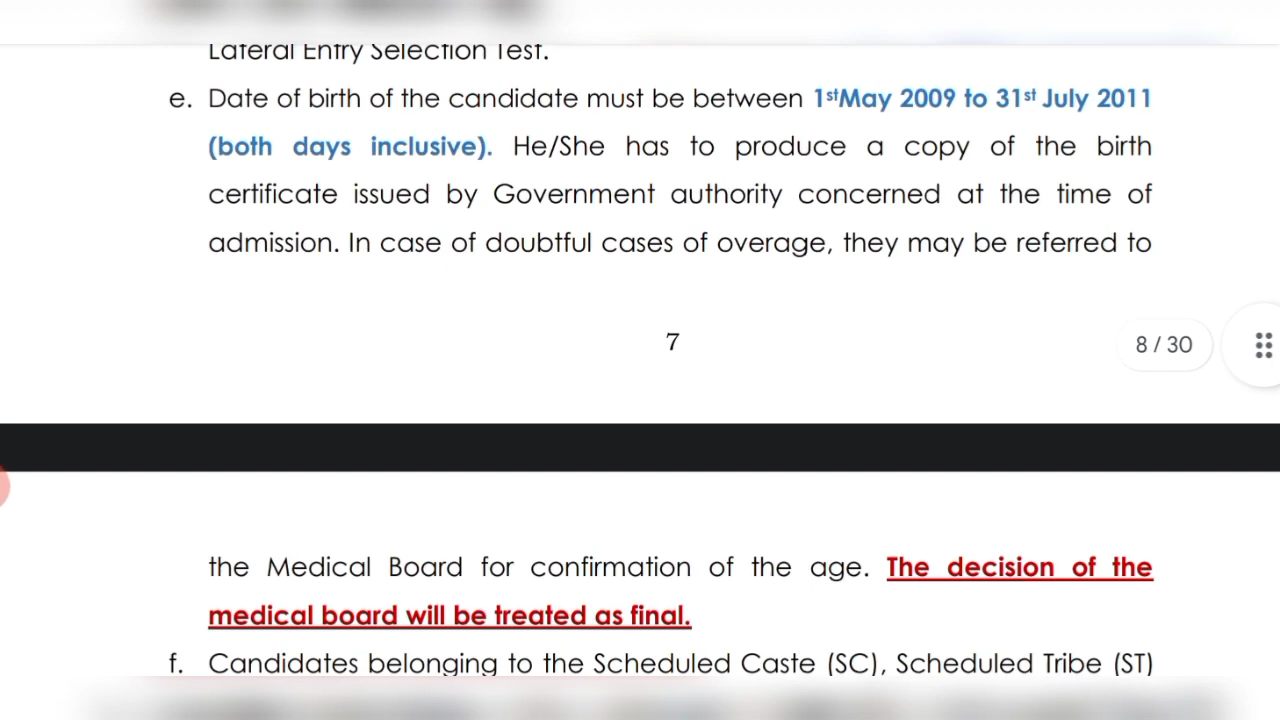 Lateral Entry Selection Test.
e. Date of birth of the candidate must be between 1stMay 2009 to 31st July 2011
(both days inclusive). He/She has to produce a copy of the birth
certificate issued by Government authority concerned at the time of
admission. In case of doubtful cases of overage, they may be referred to
7
8 / 30
the Medical Board for confirmation of the age. The decision of the
medical board will be treated as final.
f. Candidates belonging to the Scheduled Caste (SC), Scheduled Tribe (ST)